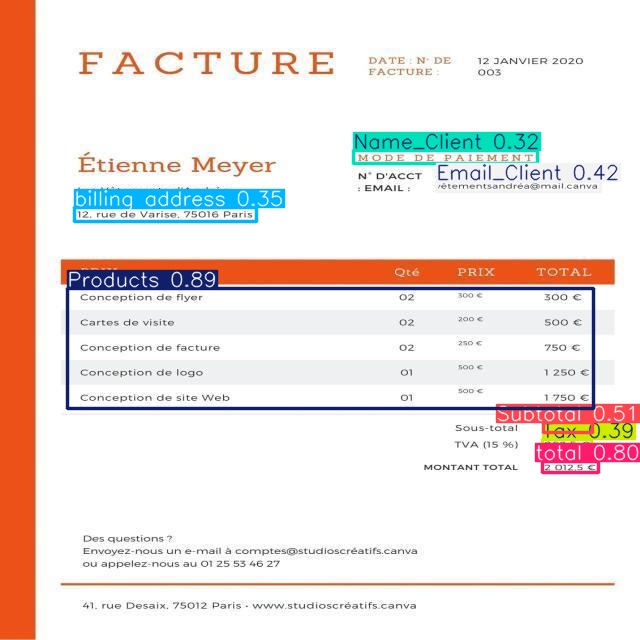 FACTURE
DATE : N° DE
FACTURE :
12 JANVIER 2020
003
Name_Client 0.32
MODE DE PAIEMENT
Étienne Meyer
N° D'ACCT
: EMAIL :
Email_Client 0.42
vêtementsandréa@mail.canva
billing address 0.35
12, rue de Varise, 75016 Paris
Products 0.89
Qté PRIX TOTAL
Conception de flyer 02 300 € 300 €
Cartes de visite 02 200 € 500 €
Conception de facture 02 250 € 750 €
Conception de logo 01 500 € 1 250 €
Conception de site Web 01 500 € 1 750 €
Subtotal 0.51
Sous-total
Tax 0.39
TVA (15 %)
total 0.80
MONTANT TOTAL 2 012,5 €
Des questions ?
Envoyez-nous un e-mail à comptes@studioscréatifs.canva
ou appelez-nous au 01 25 53 46 27
41, rue Desaix, 75012 Paris • www.studioscréatifs.canva